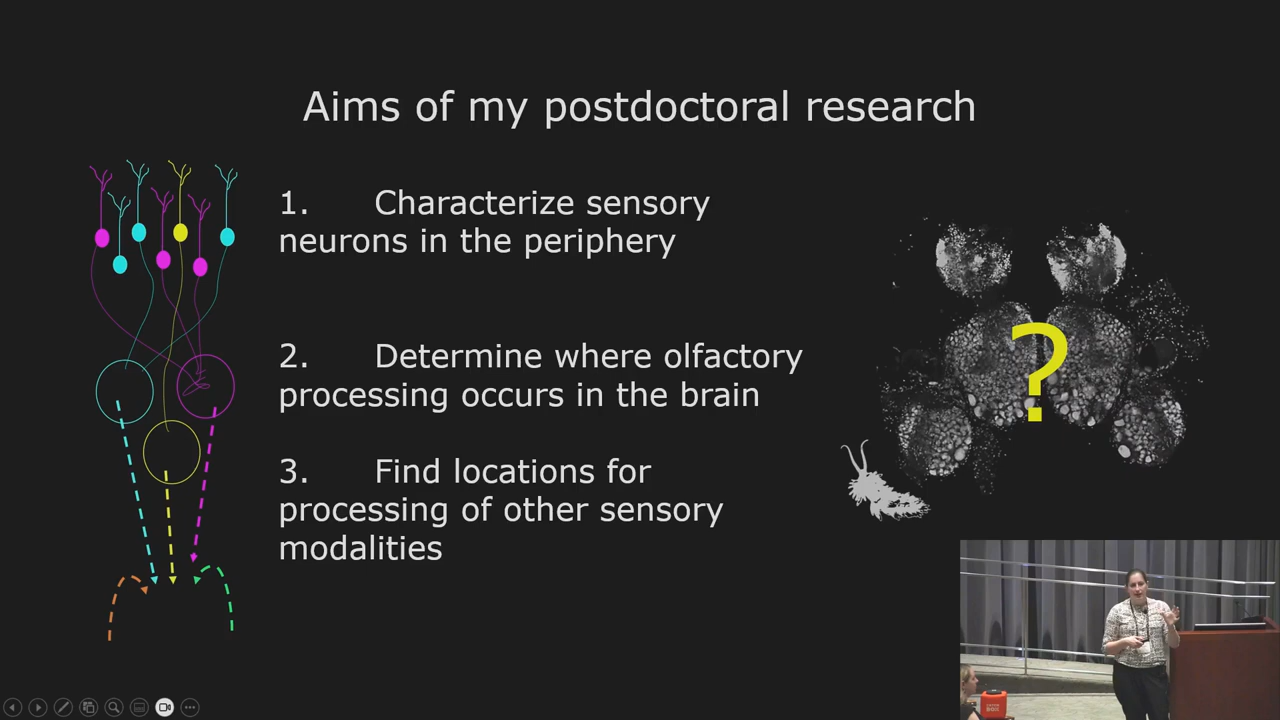 Aims of my postdoctoral research
1. Characterize sensory
neurons in the periphery
2. Determine where olfactory
processing occurs in the brain
3. Find locations for
processing of other sensory
modalities
?